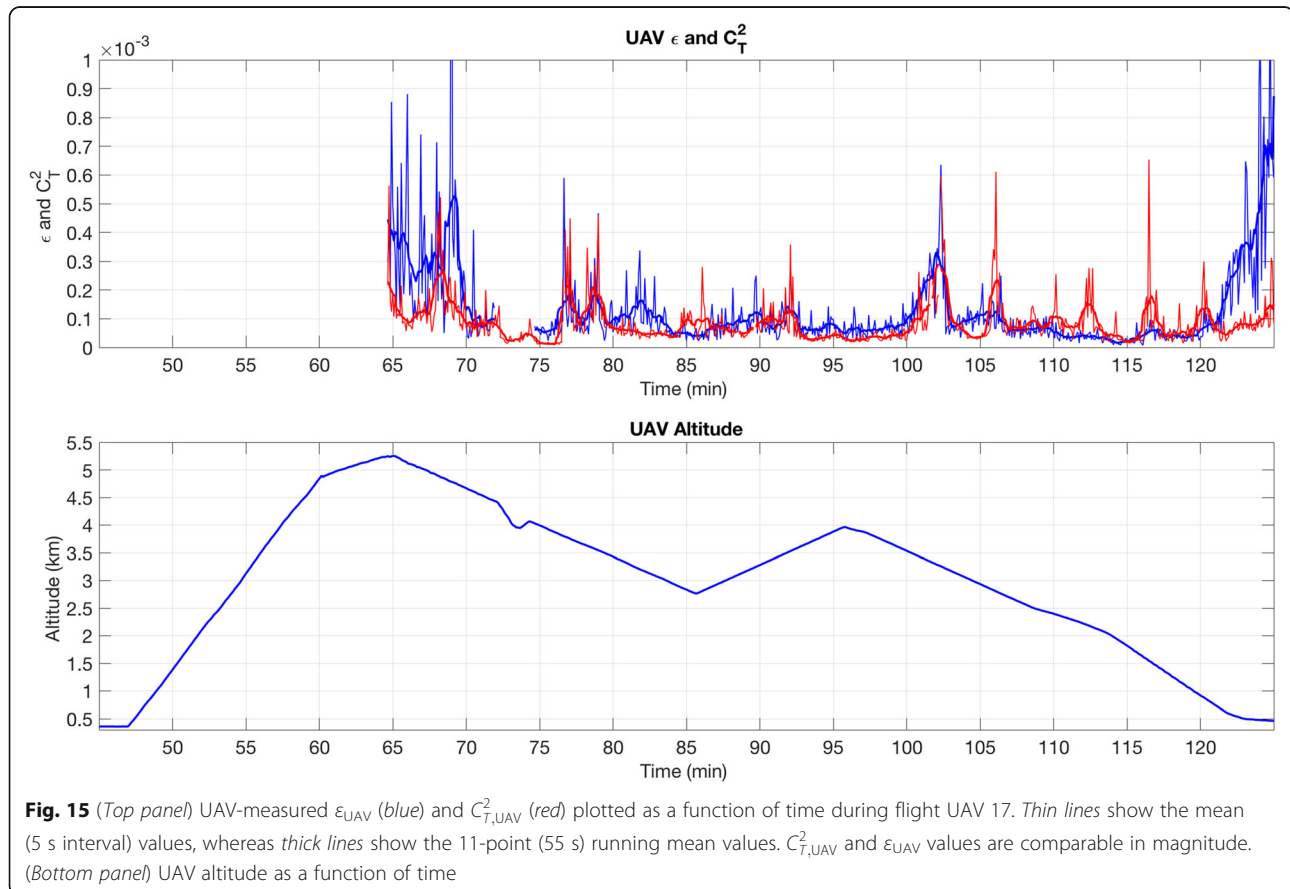 UAV ϵ and C_T^2
×10^-3
1
0.9
0.8
0.7
0.6
0.5
0.4
0.3
0.2
0.1
0
ϵ and C_T^2
50 55 60 65 70 75 80 85 90 95 100 105 110 115 120
Time (min)
UAV Altitude
5.5
5
4.5
4
3.5
3
2.5
2
1.5
1
0.5
Altitude (km)
50 55 60 65 70 75 80 85 90 95 100 105 110 115 120
Time (min)
Fig. 15 (Top panel) UAV-measured ε_UAV (blue) and C²_T,UAV (red) plotted as a function of time during flight UAV 17. Thin lines show the mean
(5 s interval) values, whereas thick lines show the 11-point (55 s) running mean values. C²_T,UAV and ε_UAV values are comparable in magnitude.
(Bottom panel) UAV altitude as a function of time